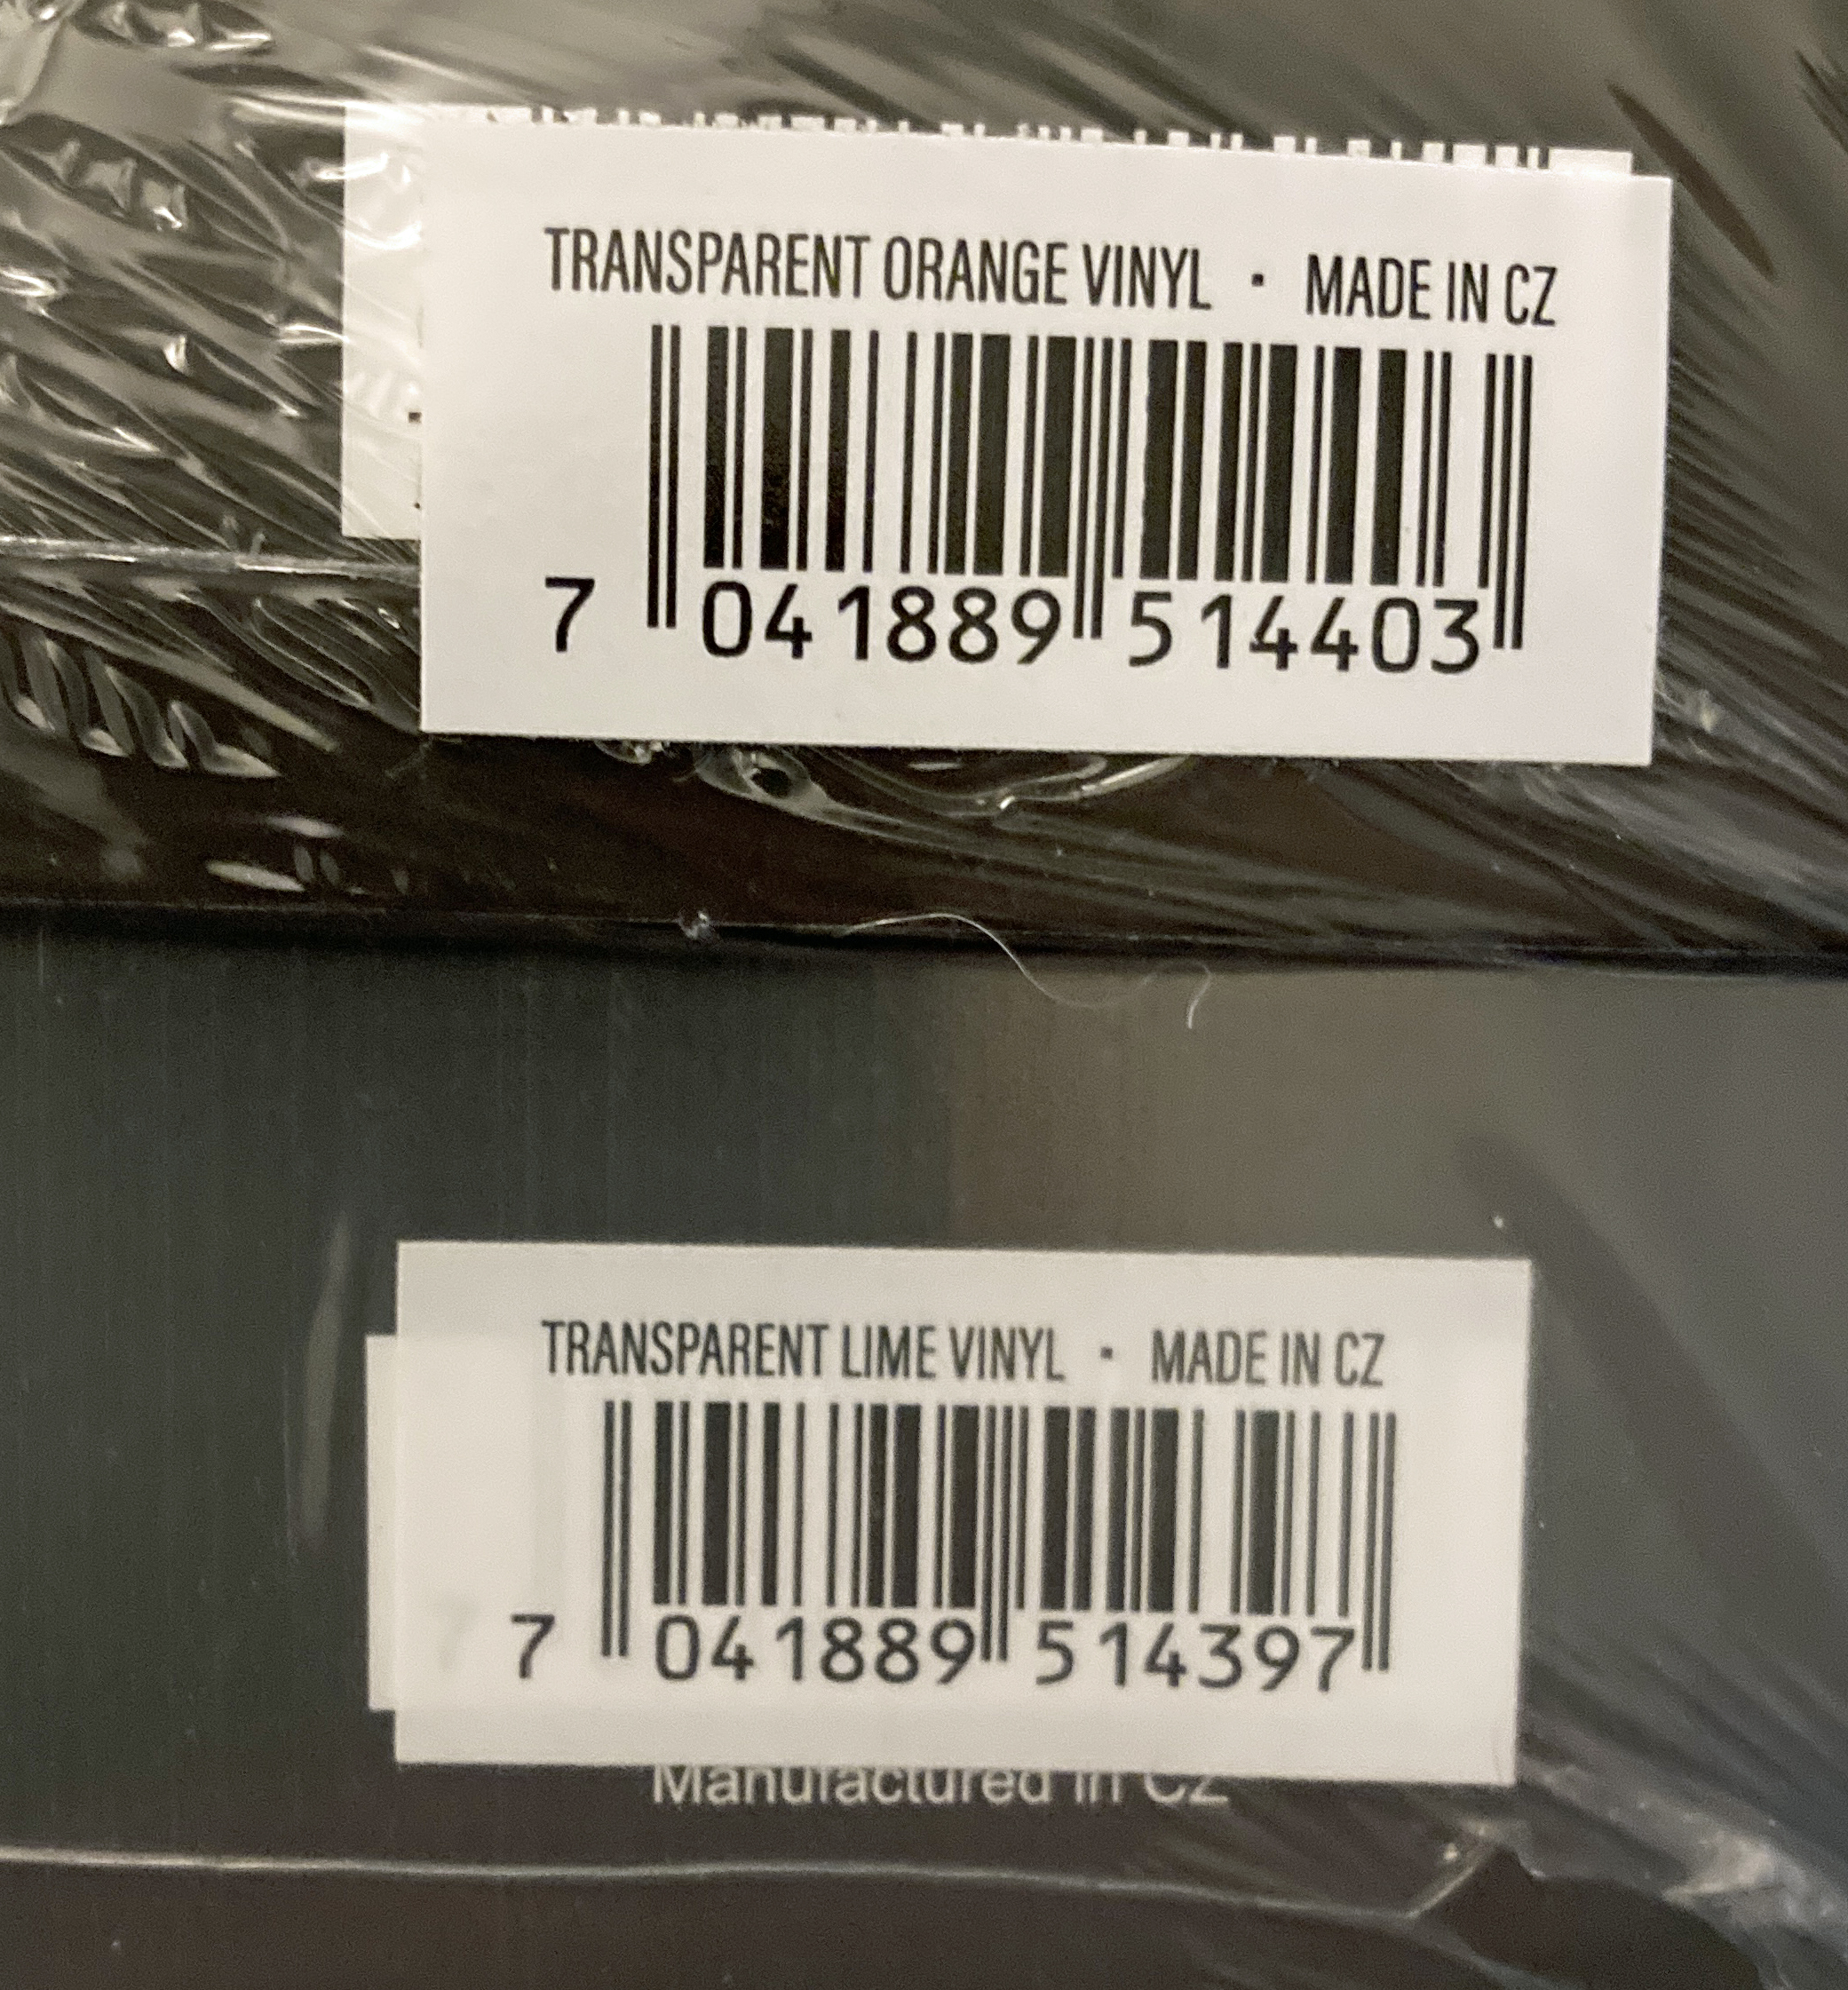 TRANSPARENT ORANGE VINYL · MADE IN CZ
7 041889 514403
TRANSPARENT LIME VINYL · MADE IN CZ
7 041889 514397
Manufactured in CZ